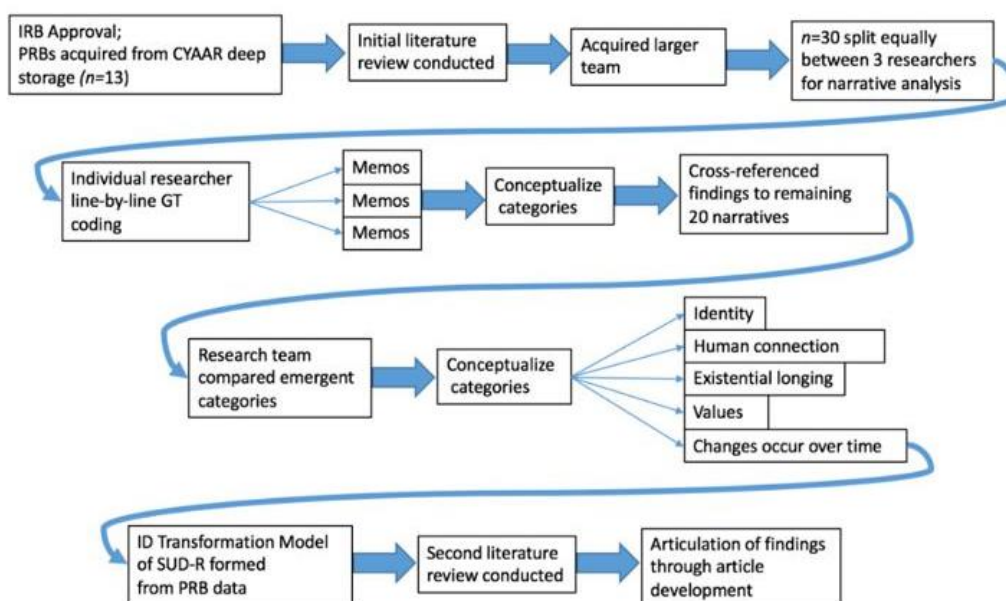 IRB Approval;
PRBs acquired from CYAAR deep
storage (n=13)
Initial literature
review conducted
Acquired larger
team
n=30 split equally
between 3 researchers
for narrative analysis
Individual researcher
line-by-line GT
coding
Memos
Memos
Memos
Conceptualize
categories
Cross-referenced
findings to remaining
20 narratives
Research team
compared emergent
categories
Conceptualize
categories
Identity
Human connection
Existential longing
Values
Changes occur over time
ID Transformation Model
of SUD-R formed
from PRB data
Second literature
review conducted
Articulation of findings
through article
development